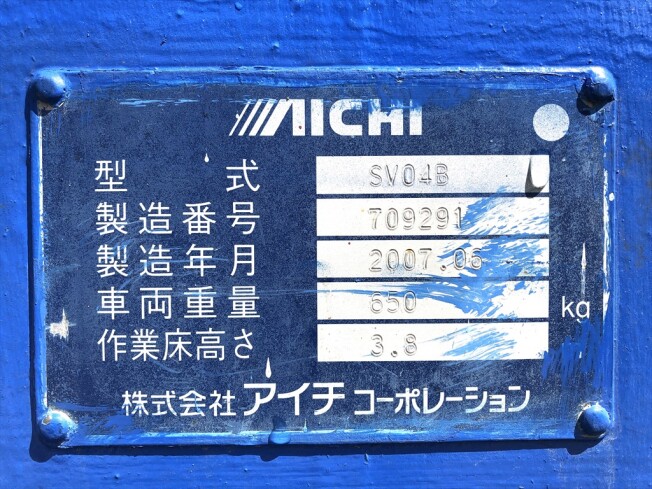 AICHI
型式 SV04B
製造番号 709291
製造年月 2007.06
車両重量 650 kg
作業床高さ 3.8
株式会社アイチコーポレーション